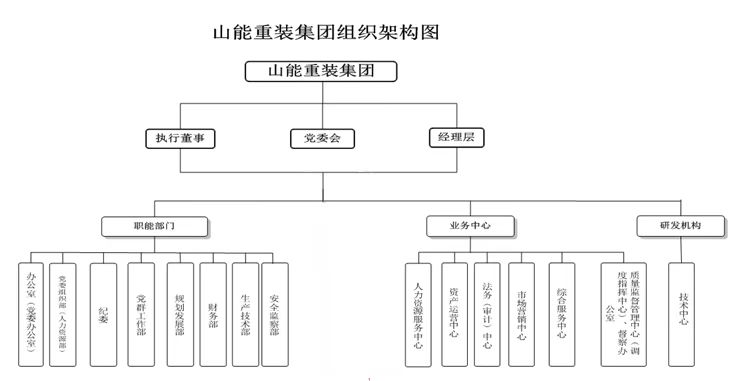 山能重装集团组织架构图
山能重装集团
执行董事
党委会
经理层
职能部门
业务中心
研发机构
办公室（党委办公室）
党委组织部（人力资源部）
纪委
党群工作部
规划发展部
财务部
生产技术部
安全监察部
人力资源服务中心
资产运营中心
法务（审计）中心
市场营销中心
综合服务中心
质量监督管理中心（调
度指挥中心）、督察办
公室
技术中心